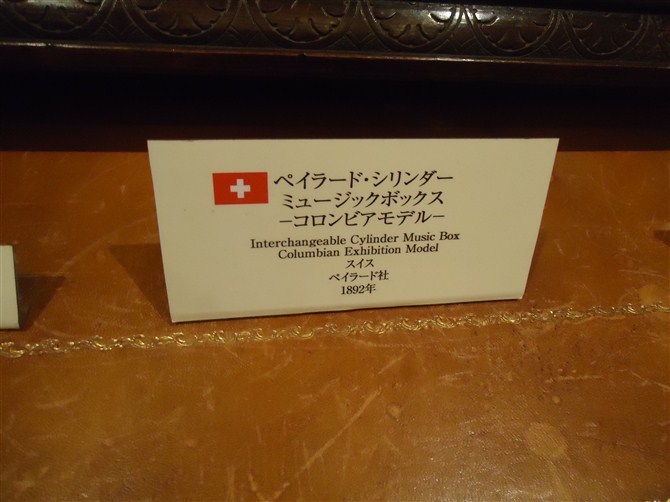 ペイラード・シリンダー
ミュージックボックス
−コロンビアモデル−
Interchangeable Cylinder Music Box
Columbian Exhibition Model
スイス
ペイラード社
1892年